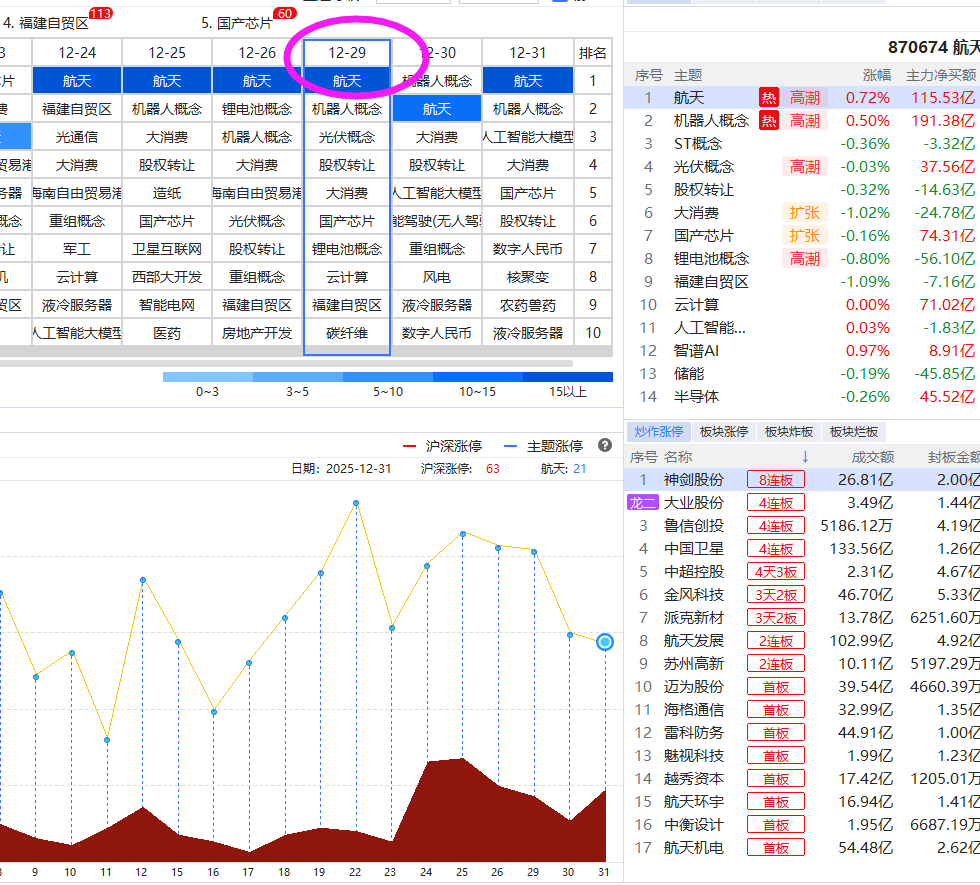 4. 福建自贸区 113 5. 国产芯片 60
3 12-24 12-25 12-26 12-29 12-30 12-31 排名
片 航天 航天 航天 航天 机器人概念 航天 1
费 福建自贸区 机器人概念 锂电池概念 机器人概念 航天 机器人概念 2
光通信 大消费 机器人概念 光伏概念 大消费 人工智能大模型 3
贸易港 大消费 股权转让 大消费 股权转让 股权转让 大消费 4
务器 海南自由贸易港 造纸 海南自由贸易港 大消费 人工智能大模型 国产芯片 5
概念 重组概念 国产芯片 光伏概念 国产芯片 能驾驶(无人驾驶 股权转让 6
让 军工 卫星互联网 股权转让 锂电池概念 重组概念 数字人民币 7
机 云计算 西部大开发 重组概念 云计算 风电 核聚变 8
贸区 液冷服务器 智能电网 福建自贸区 福建自贸区 液冷服务器 农药兽药 9
人工智能大模型 医药 房地产开发 碳纤维 数字人民币 液冷服务器 10
0~3 3~5 5~10 10~15 15以上
沪深涨停 主题涨停 ?
日期: 2025-12-31 沪深涨停: 63 航天: 21
8 9 10 11 12 15 16 17 18 19 22 23 24 25 26 29 30 31
870674 航天
序号 主题 涨幅 主力净买额
1 航天 热 高潮 0.72% 115.53亿
2 机器人概念 热 高潮 0.50% 191.38亿
3 ST概念 -0.36% -3.32亿
4 光伏概念 高潮 -0.03% 37.56亿
5 股权转让 -0.32% -14.63亿
6 大消费 扩张 -1.02% -24.78亿
7 国产芯片 扩张 -0.16% 74.31亿
8 锂电池概念 高潮 -0.80% -56.10亿
9 福建自贸区 -1.09% -7.16亿
10 云计算 0.00% 71.02亿
11 人工智能... 0.03% -1.83亿
12 智谱AI 0.97% 8.91亿
13 储能 -0.19% -45.85亿
14 半导体 -0.26% 45.52亿
炒作涨停 板块涨停 板块炸板 板块烂板
序号 名称 ↓ 成交额 封板金额
1 神剑股份 8连板 26.81亿 2.00亿
龙二 大业股份 4连板 3.49亿 1.44亿
3 鲁信创投 4连板 5186.12万 4.19亿
4 中国卫星 4连板 133.56亿 1.26亿
5 中超控股 4天3板 2.31亿 4.67亿
6 金风科技 3天2板 46.70亿 5.33亿
7 派克新材 3天2板 13.78亿 6251.60万
8 航天发展 2连板 102.99亿 4.92亿
9 苏州高新 2连板 10.11亿 5197.29万
10 迈为股份 首板 39.54亿 4660.39万
11 海格通信 首板 32.99亿 1.35亿
12 雷科防务 首板 44.91亿 1.00亿
13 魅视科技 首板 1.99亿 1.23亿
14 越秀资本 首板 17.42亿 1205.01万
15 航天环宇 首板 16.94亿 1.41亿
16 中衡设计 首板 1.95亿 6687.19万
17 航天机电 首板 54.48亿 2.62亿